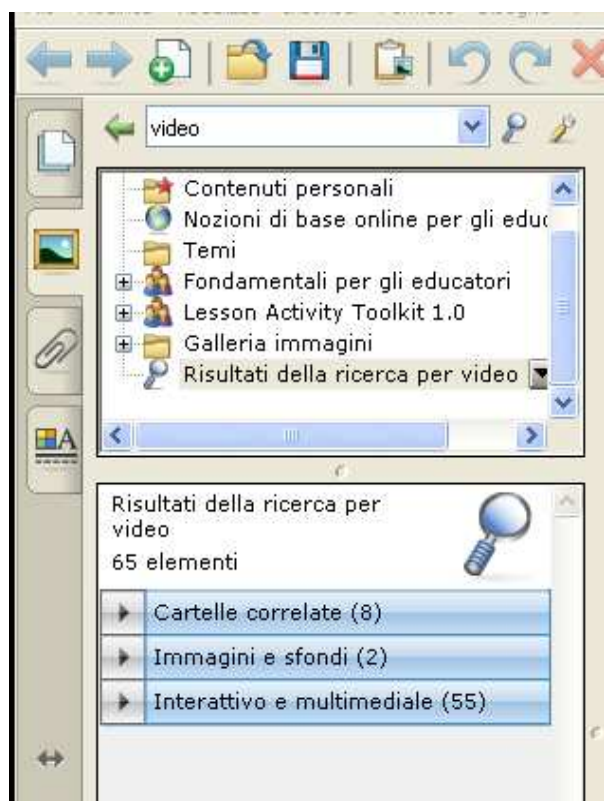 video
Contenuti personali
Nozioni di base online per gli educ
Temi
Fondamentali per gli educatori
Lesson Activity Toolkit 1.0
Galleria immagini
Risultati della ricerca per video
A
Risultati della ricerca per
video
65 elementi
Cartelle correlate (8)
Immagini e sfondi (2)
Interattivo e multimediale (55)